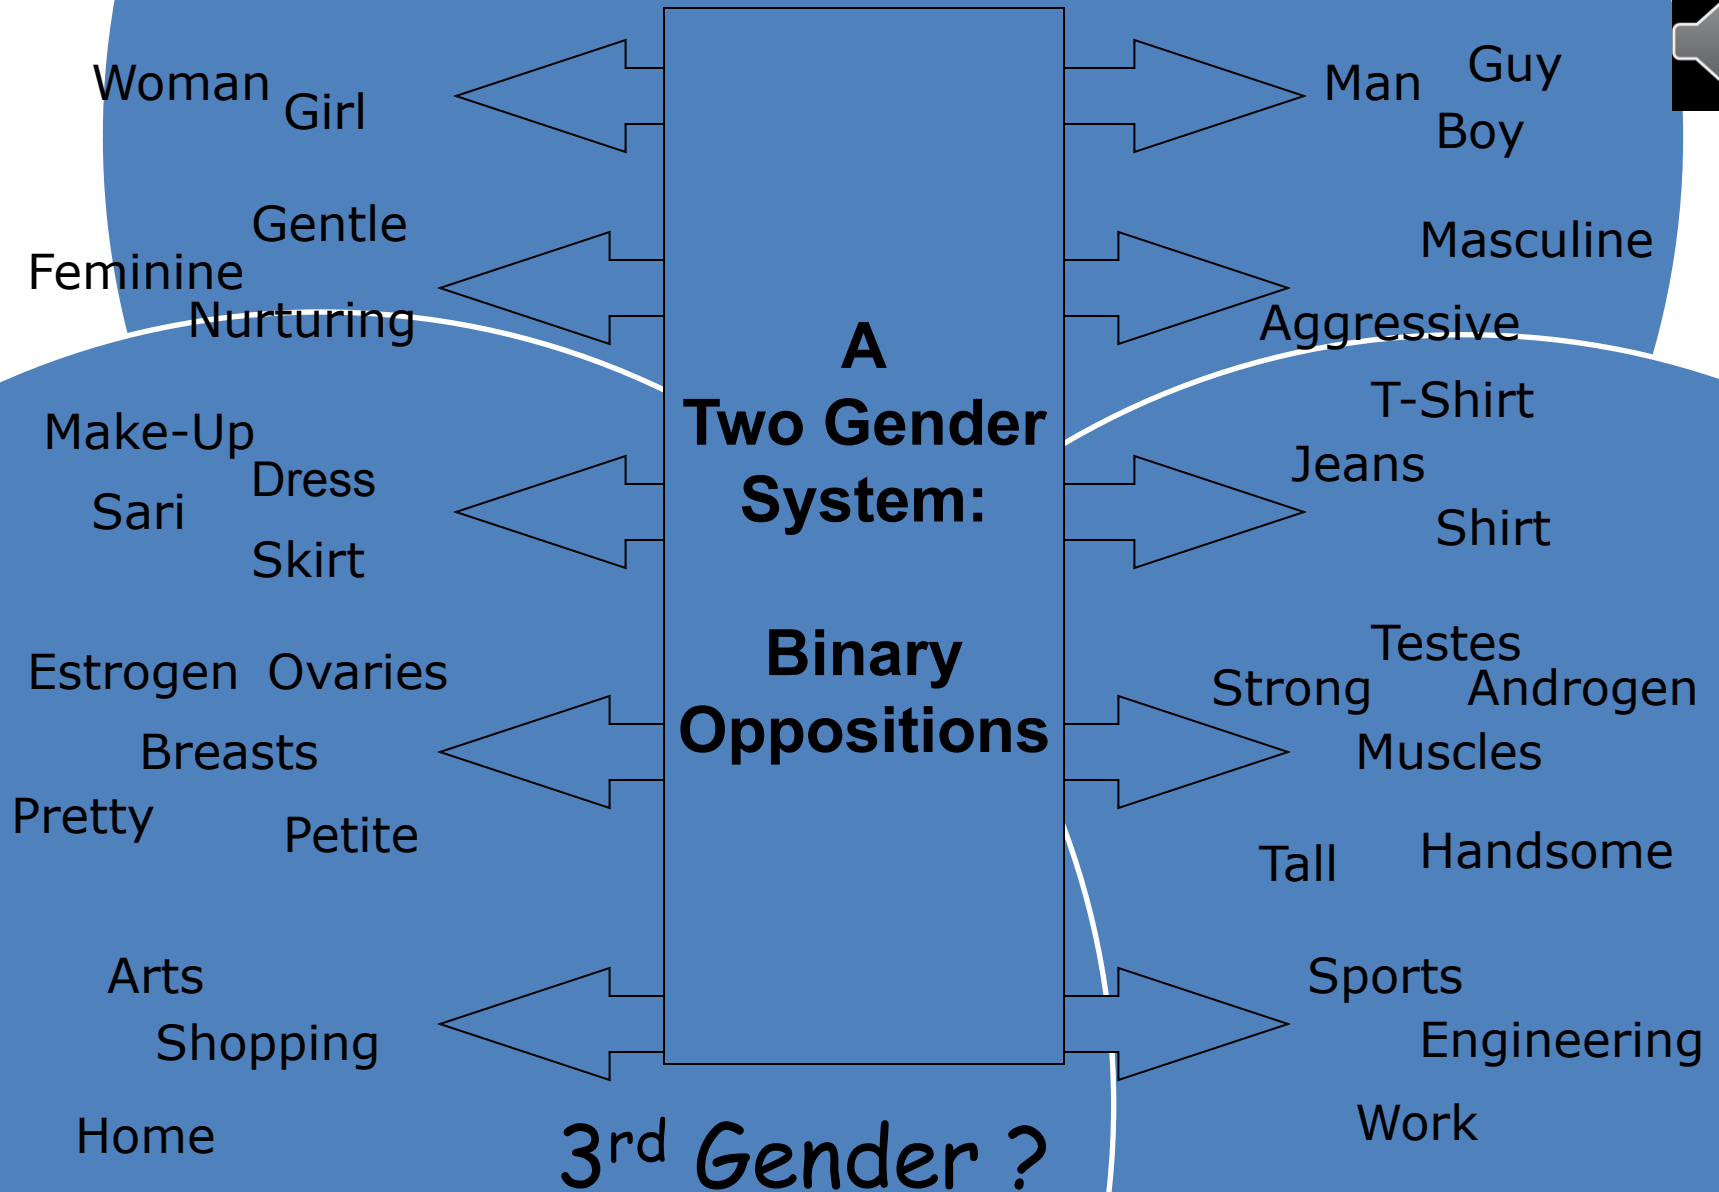 Woman
Girl
Gentle
Feminine
Nurturing
Make-Up
Dress
Sari
Skirt
Estrogen Ovaries
Breasts
Pretty
Petite
Arts
Shopping
Home
A
Two Gender
System:
Binary
Oppositions
3rd Gender ?
Man
Guy
Boy
Masculine
Aggressive
T-Shirt
Jeans
Shirt
Testes
Strong
Androgen
Muscles
Tall
Handsome
Sports
Engineering
Work